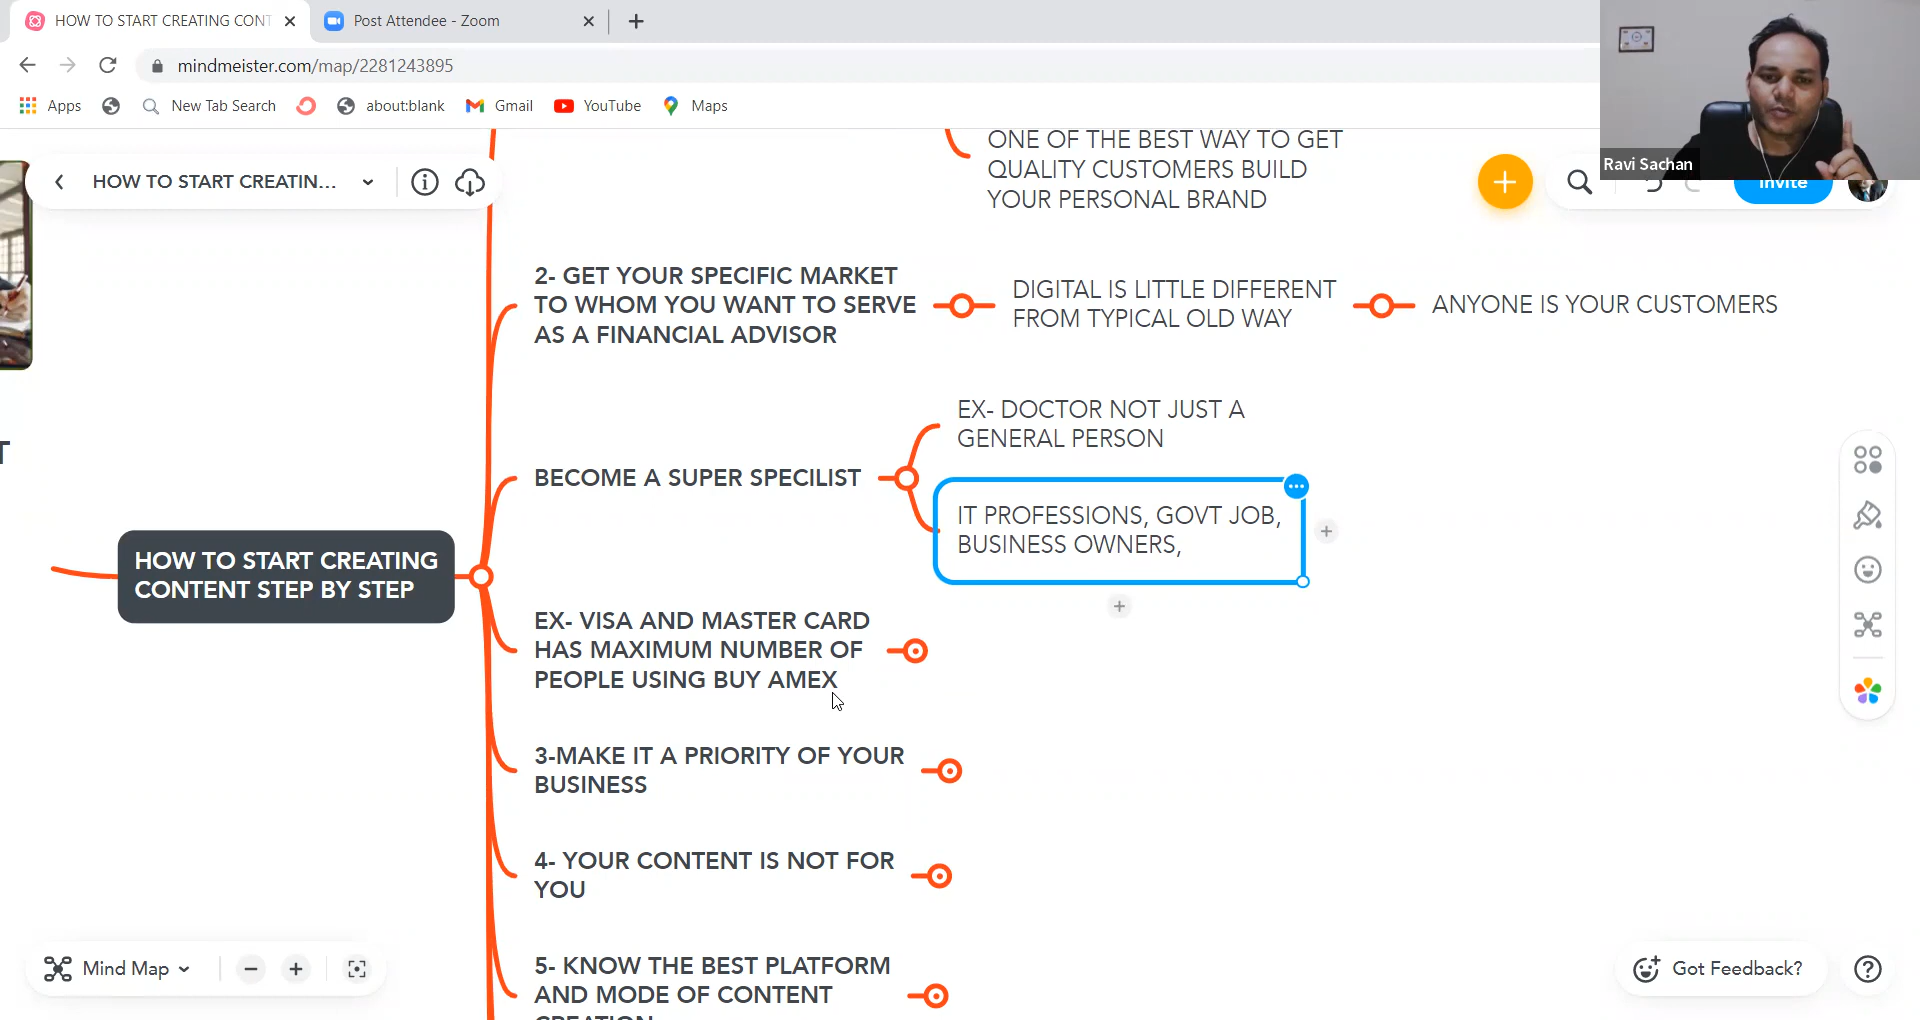 HOW TO START CREATING CONT
Post Attendee - Zoom
mindmeister.com/map/2281243895
Apps
New Tab Search
about:blank
Gmail
YouTube
Maps
Ravi Sachan
HOW TO START CREATIN...
Invite
ONE OF THE BEST WAY TO GET
QUALITY CUSTOMERS BUILD
YOUR PERSONAL BRAND
2- GET YOUR SPECIFIC MARKET
TO WHOM YOU WANT TO SERVE
AS A FINANCIAL ADVISOR
DIGITAL IS LITTLE DIFFERENT
FROM TYPICAL OLD WAY
ANYONE IS YOUR CUSTOMERS
EX- DOCTOR NOT JUST A
GENERAL PERSON
BECOME A SUPER SPECILIST
IT PROFESSIONS, GOVT JOB,
BUSINESS OWNERS,
T
HOW TO START CREATING
CONTENT STEP BY STEP
EX- VISA AND MASTER CARD
HAS MAXIMUM NUMBER OF
PEOPLE USING BUY AMEX
3-MAKE IT A PRIORITY OF YOUR
BUSINESS
4- YOUR CONTENT IS NOT FOR
YOU
5- KNOW THE BEST PLATFORM
AND MODE OF CONTENT
CREATION
Mind Map
Got Feedback?